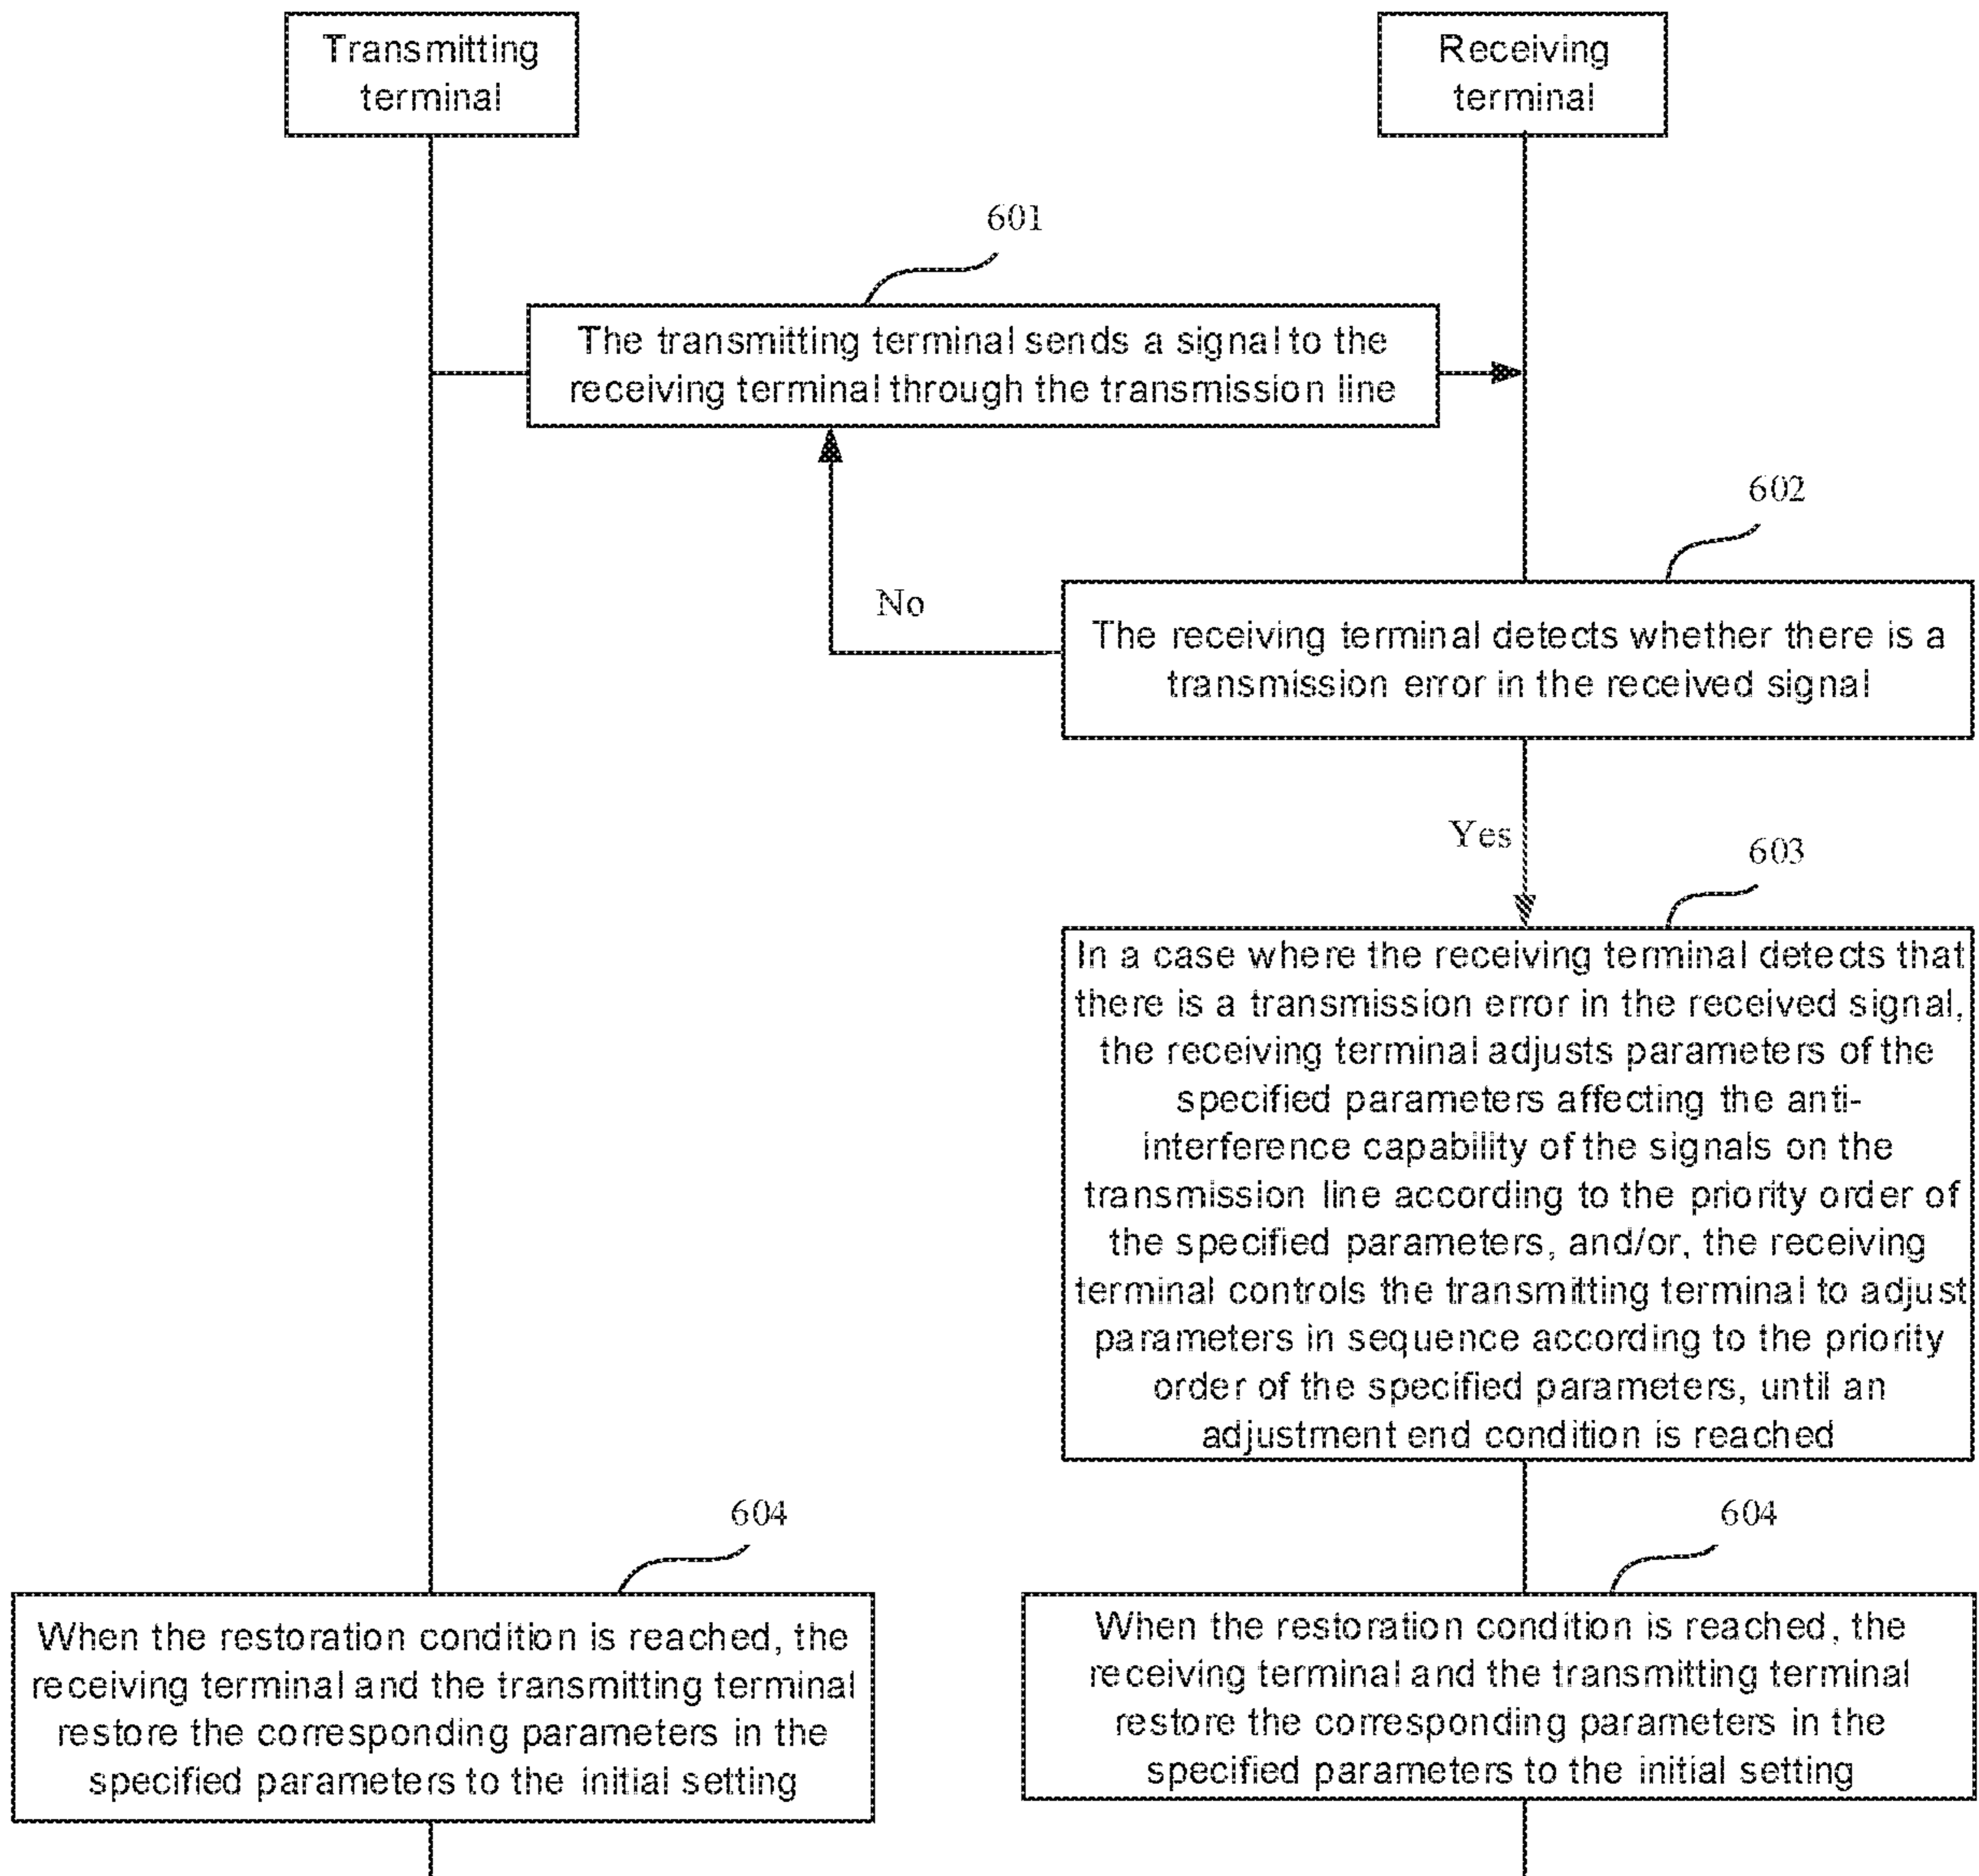 Transmitting
terminal
Receiving
terminal
601
The transmitting terminal sends a signal to the
receiving terminal through the transmission line
602
No
The receiving terminal detects whether there is a
transmission error in the received signal
Yes
603
In a case where the receiving terminal detects that
there is a transmission error in the received signal,
the receiving terminal adjusts parameters of the
specified parameters affecting the anti-
interference capability of the signals on the
transmission line according to the priority order of
the specified parameters, and/or, the receiving
terminal controls the transmitting terminal to adjust
parameters in sequence according to the priority
order of the specified parameters, until an
adjustment end condition is reached
604
When the restoration condition is reached, the
receiving terminal and the transmitting terminal
restore the corresponding parameters in the
specified parameters to the initial setting
604
When the restoration condition is reached, the
receiving terminal and the transmitting terminal
restore the corresponding parameters in the
specified parameters to the initial setting